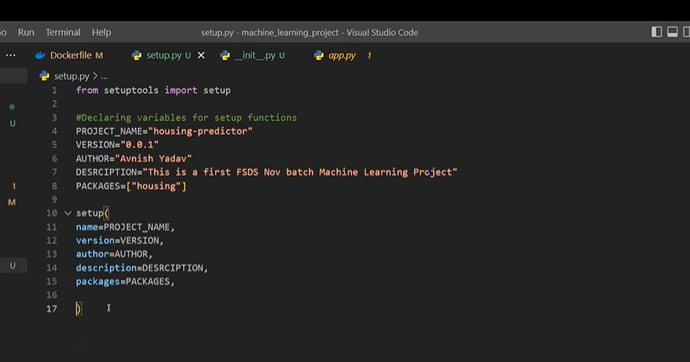 Go Run Terminal Help setup.py - machine_learning_project - Visual Studio Code
... Dockerfile M setup.py U × __init__.py U app.py 1
setup.py > ...
1 from setuptools import setup
2
3 #Declaring variables for setup functions
4 PROJECT_NAME="housing-predictor"
5 VERSION="0.0.1"
6 AUTHOR="Avnish Yadav"
7 DESRCIPTION="This is a first FSDS Nov batch Machine Learning Project"
8 PACKAGES=["housing"]
9
10 setup(
11 name=PROJECT_NAME,
12 version=VERSION,
13 author=AUTHOR,
14 description=DESRCIPTION,
15 packages=PACKAGES,
16
17 )
U
1
M
U